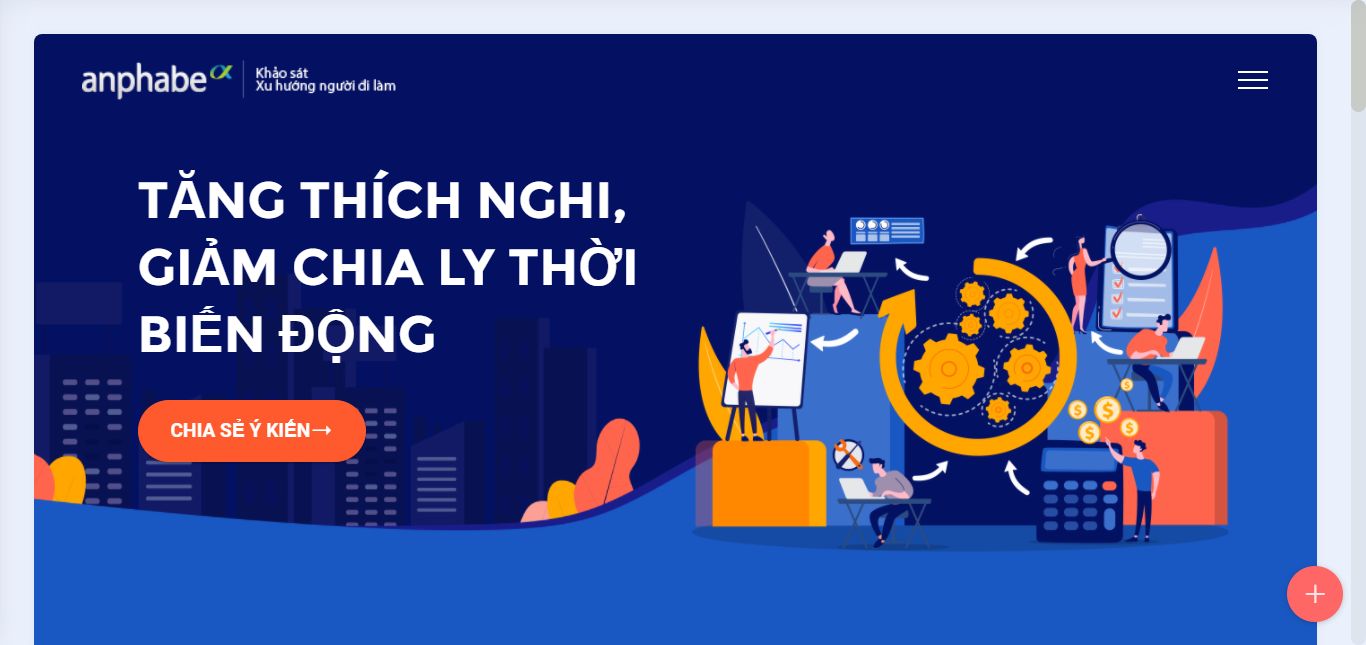 anphabe
Khảo sát
Xu hướng người đi làm
TĂNG THÍCH NGHI,
GIẢM CHIA LY THỜI
BIẾN ĐỘNG
CHIA SẺ Ý KIẾN→